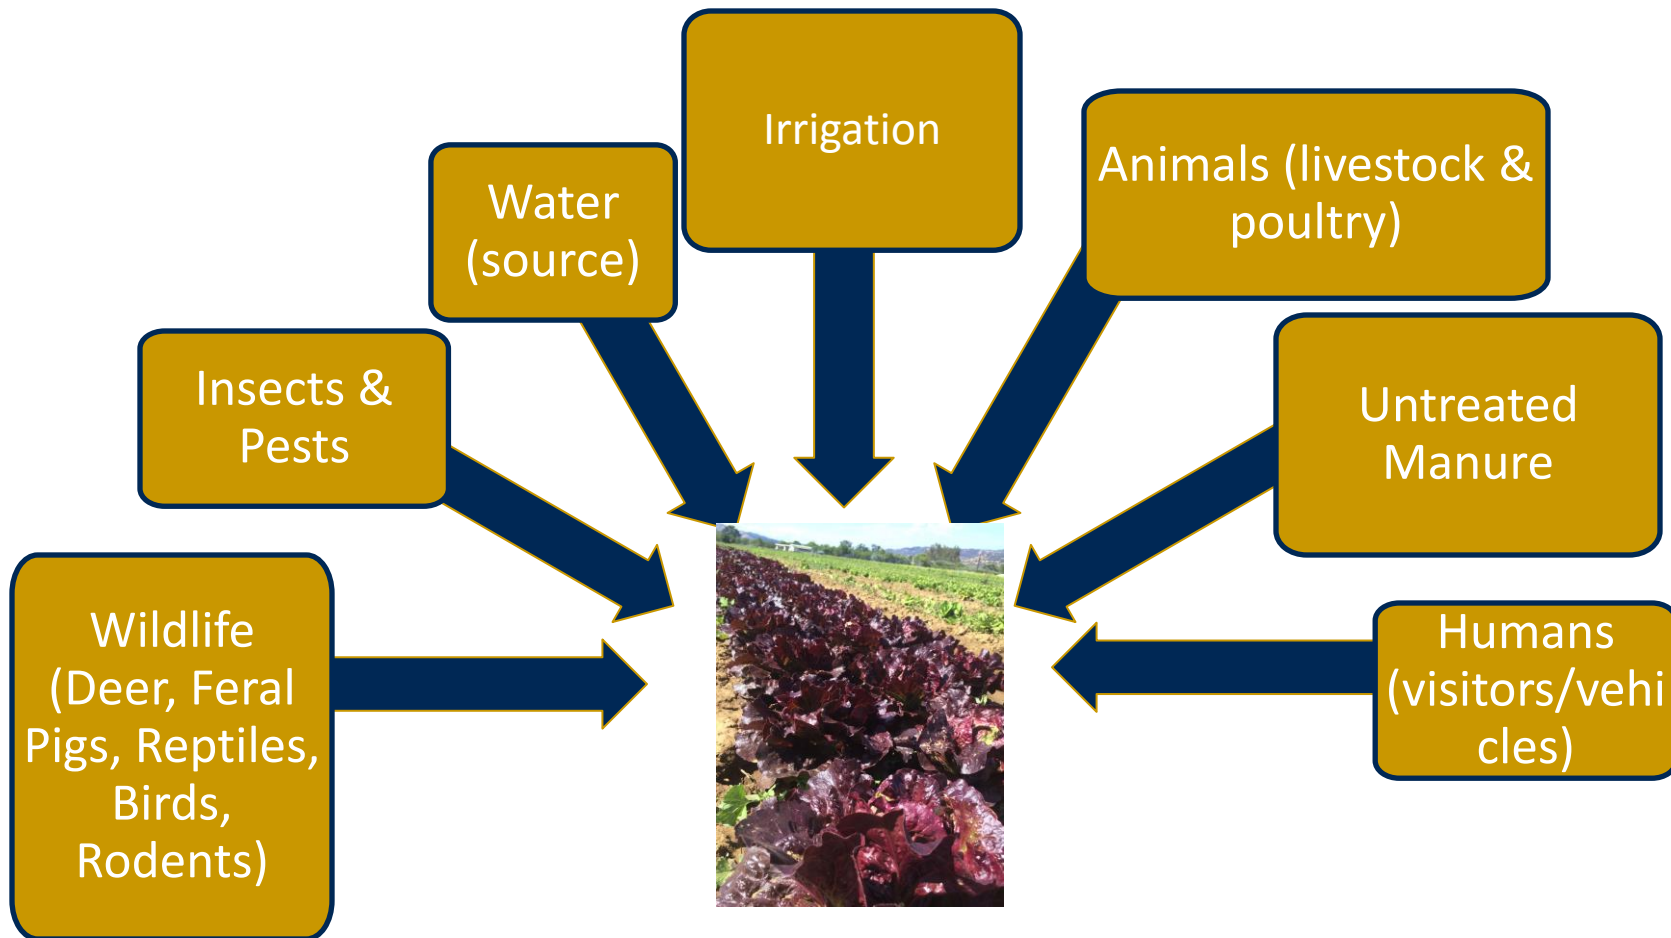 Irrigation
Animals (livestock &
poultry)
Water
(source)
Untreated
Manure
Insects &
Pests
Wildlife
(Deer, Feral
Pigs, Reptiles,
Birds,
Rodents)
Humans
(visitors/vehi
cles)